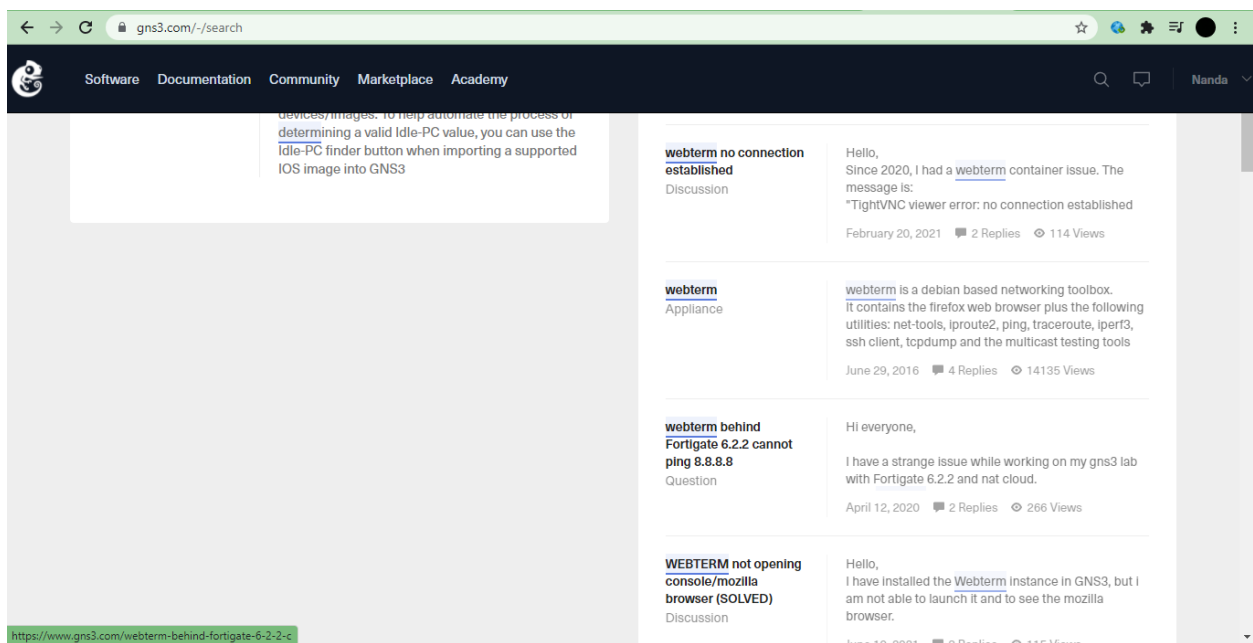 gns3.com/-/search
Software Documentation Community Marketplace Academy
Nanda
devices/images. To help automate the process of
determining a valid Idle-PC value, you can use the
Idle-PC finder button when importing a supported
IOS image into GNS3
webterm no connection
established
Discussion
Hello,
Since 2020, I had a webterm container issue. The
message is:
"TightVNC viewer error: no connection established
February 20, 2021 2 Replies 114 Views
webterm
Appliance
webterm is a debian based networking toolbox.
It contains the firefox web browser plus the following
utilities: net-tools, iproute2, ping, traceroute, iperf3,
ssh client, tcpdump and the multicast testing tools
June 29, 2016 4 Replies 14135 Views
webterm behind
Fortigate 6.2.2 cannot
ping 8.8.8.8
Question
Hi everyone,
I have a strange issue while working on my gns3 lab
with Fortigate 6.2.2 and nat cloud.
April 12, 2020 2 Replies 266 Views
WEBTERM not opening
console/mozilla
browser (SOLVED)
Discussion
Hello,
I have installed the Webterm instance in GNS3, but i
am not able to launch it and to see the mozilla
browser.
https://www.gns3.com/webterm-behind-fortigate-6-2-2-c